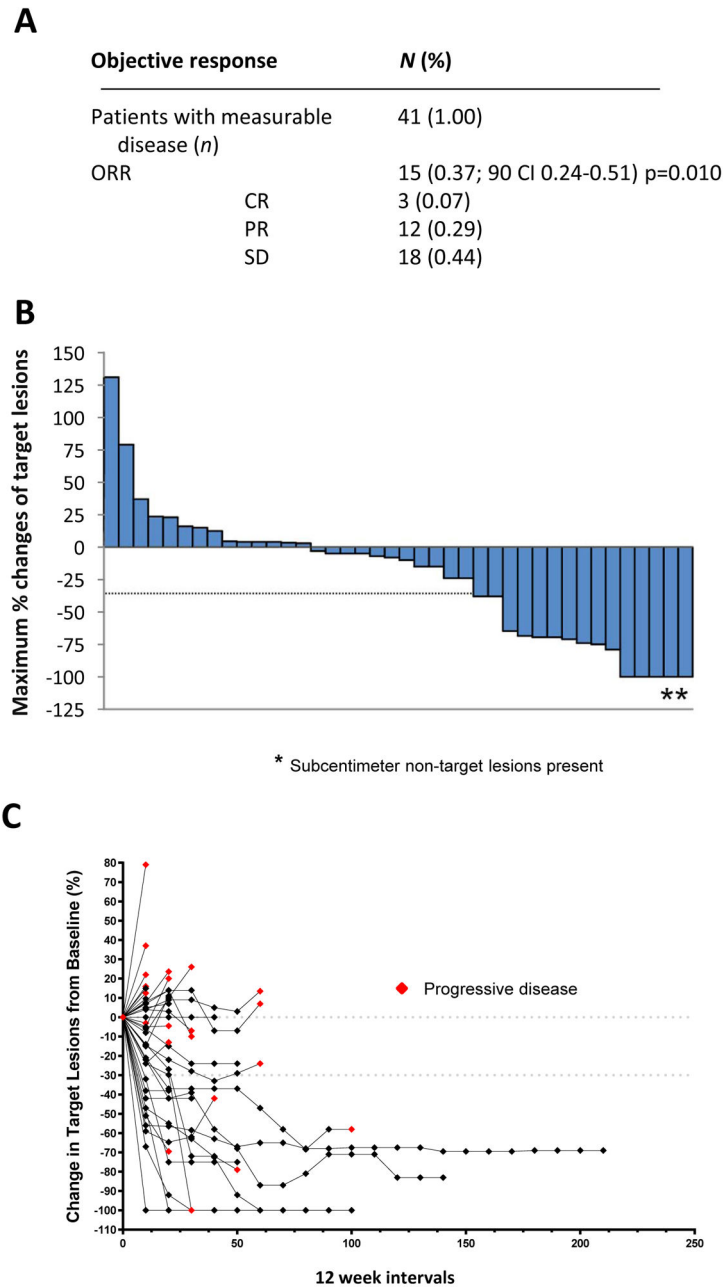 A
Objective response N (%)
Patients with measurable 41 (1.00)
disease (n)
ORR 15 (0.37; 90 CI 0.24-0.51) p=0.010
CR 3 (0.07)
PR 12 (0.29)
SD 18 (0.44)
B
Maximum % changes of target lesions
150
125
100
75
50
25
0
-25
-50
-75
-100
-125
**
* Subcentimeter non-target lesions present
C
Change in Target Lesions from Baseline (%)
80
70
60
50
40
30
20
10
0
-10
-20
-30
-40
-50
-60
-70
-80
-90
-100
-110
Progressive disease
0 50 100 150 200 250
12 week intervals